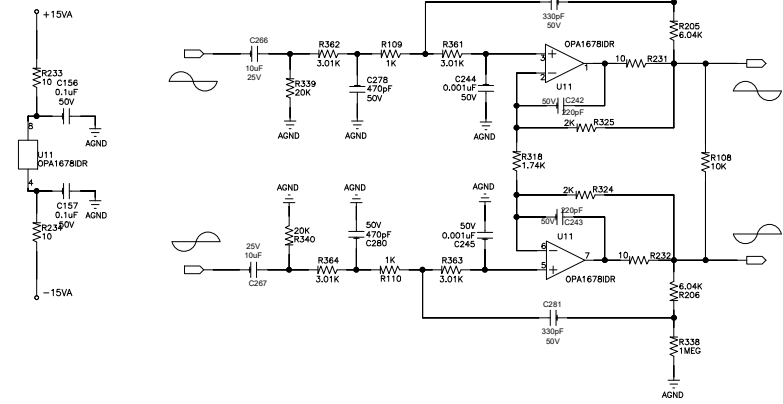 +15VA
R233
10
C156
0.1uF
50V
AGND
8
U11
OPA1678IDR
4
C157
0.1uF
50V
AGND
R234
10
-15VA
C266
10uF
25V
R339
20K
AGND
R362
3.01K
C278
470pF
50V
AGND
R109
1K
R361
3.01K
C244
0.001uF
50V
AGND
330pF
50V
OPA1678IDR
3
2
1
U11
10
R231
R205
6.04K
50V
C242
220pF
2K
R325
R318
1.74K
R108
10K
2K
R324
220pF
50V
C243
U11
6
5
7
OPA1678IDR
10
R232
AGND
20K
R340
25V
10uF
C267
R364
3.01K
AGND
50V
470pF
C280
1K
R110
AGND
50V
0.001uF
C245
R363
3.01K
C281
330pF
50V
6.04K
R206
R338
1MEG
AGND